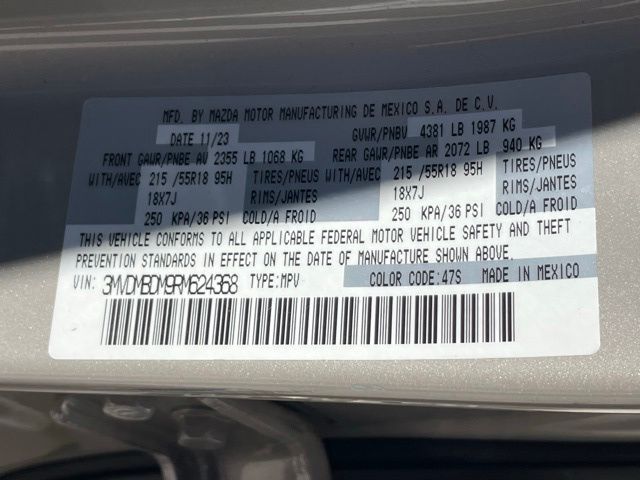 MFD. BY MAZDA MOTOR MANUFACTURING DE MEXICO S.A. DE C.V.
DATE 11/23 GVWR/PNBV 4381 LB 1987 KG
FRONT GAWR/PNBE AV 2355 LB 1068 KG REAR GAWR/PNBE AR 2072 LB 940 KG
WITH/AVEC 215 /55R18 95H TIRES/PNEUS WITH/AVEC 215 /55R18 95H TIRES/PNEUS
18X7J RIMS/JANTES 18X7J RIMS/JANTES
250 KPA/36 PSI COLD/A FROID 250 KPA/36 PSI COLD/A FROID
THIS VEHICLE CONFORMS TO ALL APPLICABLE FEDERAL MOTOR VEHICLE SAFETY AND THEFT
PREVENTION STANDARDS IN EFFECT ON THE DATE OF MANUFACTURE SHOWN ABOVE.
VIN: 3MVDMBDM9RM624368 TYPE:MPV COLOR CODE:47S MADE IN MEXICO